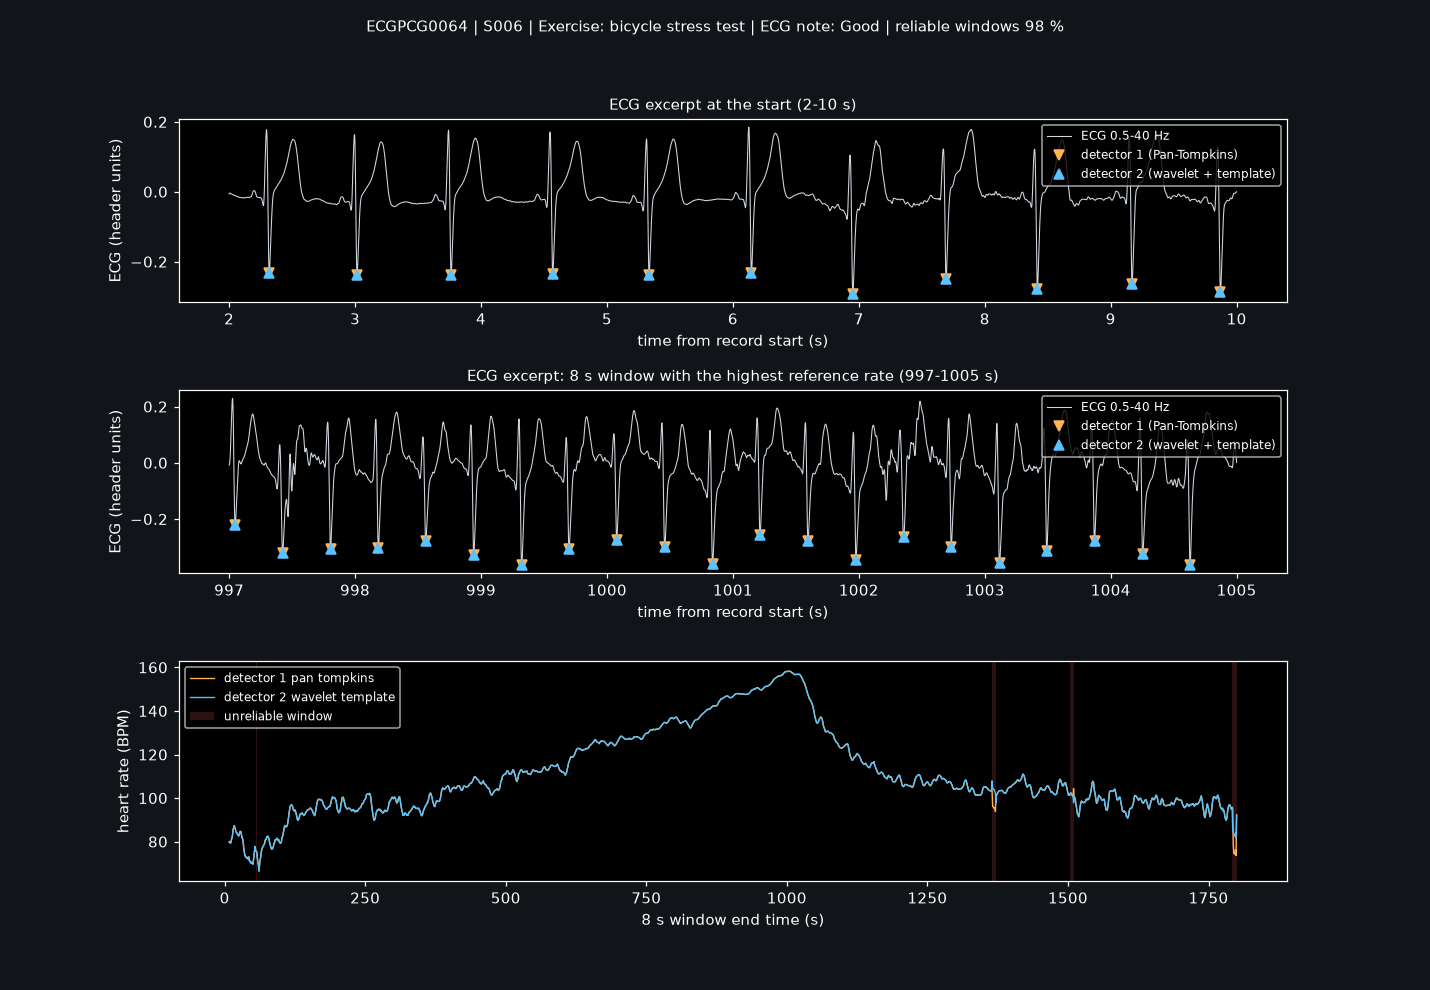 ECGPCG0064 | S006 | Exercise: bicycle stress test | ECG note: Good | reliable windows 98 %
ECG excerpt at the start (2-10 s)
ECG (header units)
0.2
0.0
−0.2
ECG 0.5-40 Hz
detector 1 (Pan-Tompkins)
detector 2 (wavelet + template)
2 3 4 5 6 7 8 9 10
time from record start (s)
ECG excerpt: 8 s window with the highest reference rate (997-1005 s)
ECG (header units)
0.2
0.0
−0.2
ECG 0.5-40 Hz
detector 1 (Pan-Tompkins)
detector 2 (wavelet + template)
997 998 999 1000 1001 1002 1003 1004 1005
time from record start (s)
heart rate (BPM)
160
140
120
100
80
detector 1 pan tompkins
detector 2 wavelet template
unreliable window
0 250 500 750 1000 1250 1500 1750
8 s window end time (s)